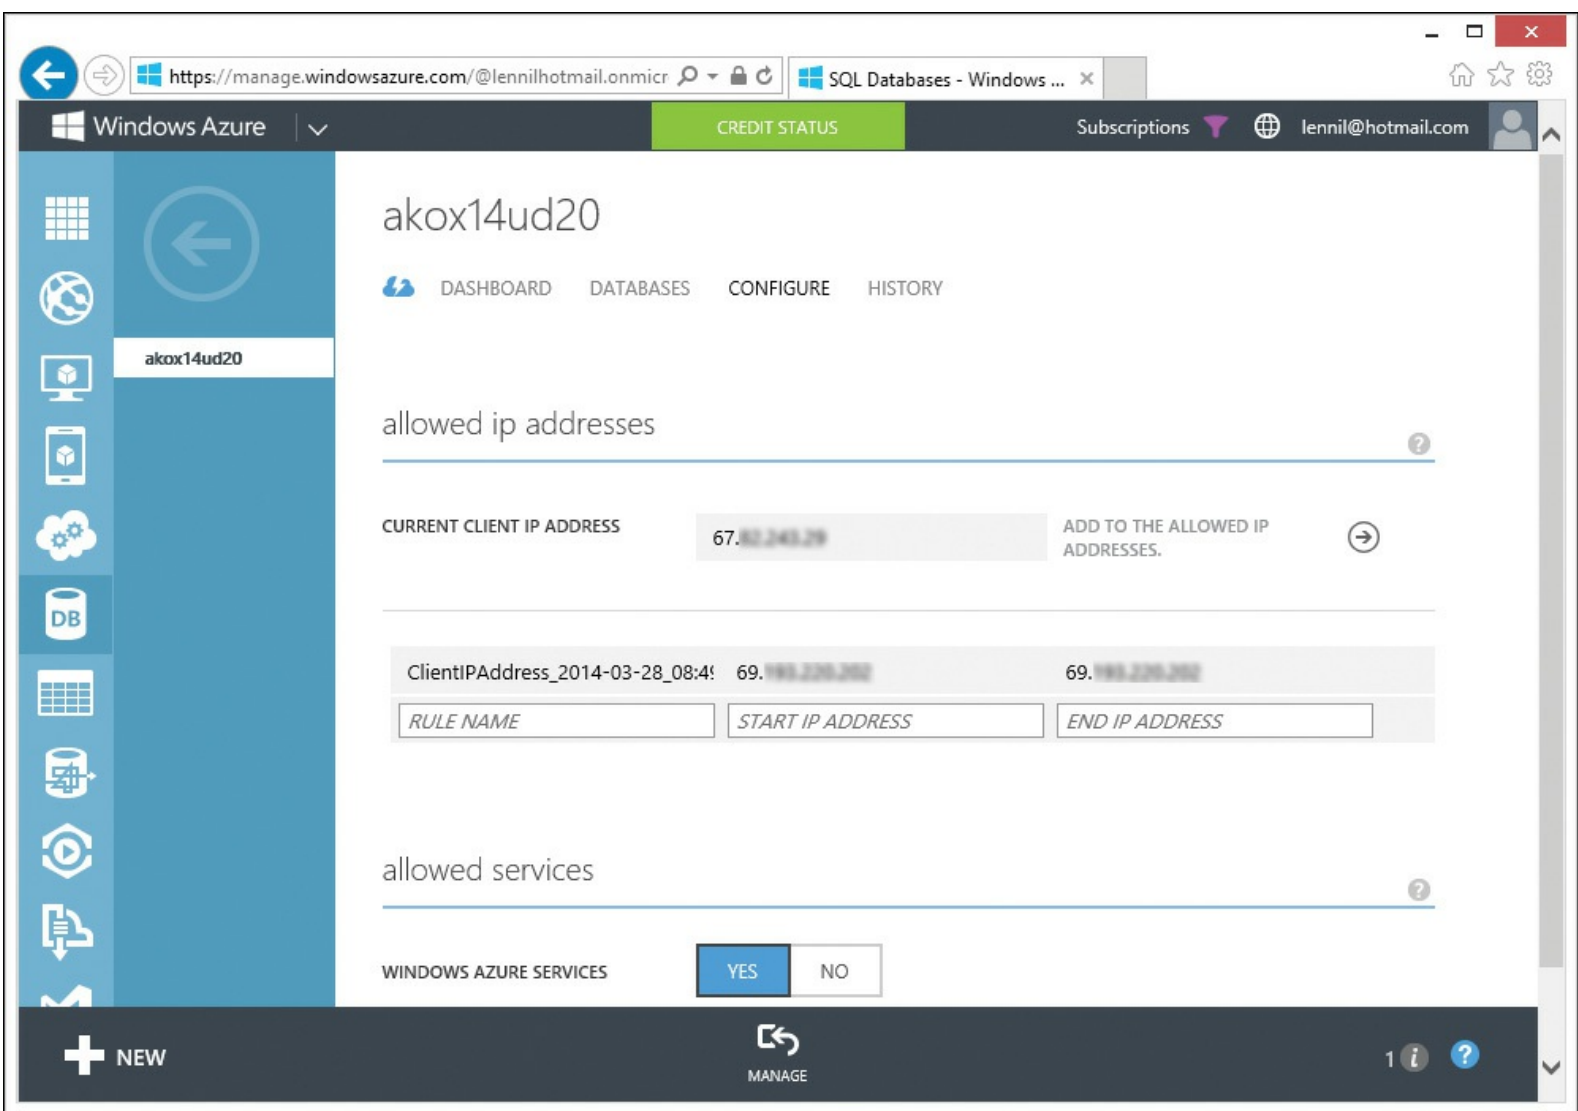 https://manage.windowsazure.com/@lennilhotmail.onmicr
SQL Databases - Windows ...
Windows Azure
CREDIT STATUS
Subscriptions
lennil@hotmail.com
akox14ud20
DASHBOARD DATABASES CONFIGURE HISTORY
akox14ud20
allowed ip addresses
?
CURRENT CLIENT IP ADDRESS
67.
ADD TO THE ALLOWED IP
ADDRESSES.
DB
ClientIPAddress_2014-03-28_08:49 69. 69.
RULE NAME START IP ADDRESS END IP ADDRESS
allowed services
?
WINDOWS AZURE SERVICES YES NO
NEW
MANAGE
1 i ?